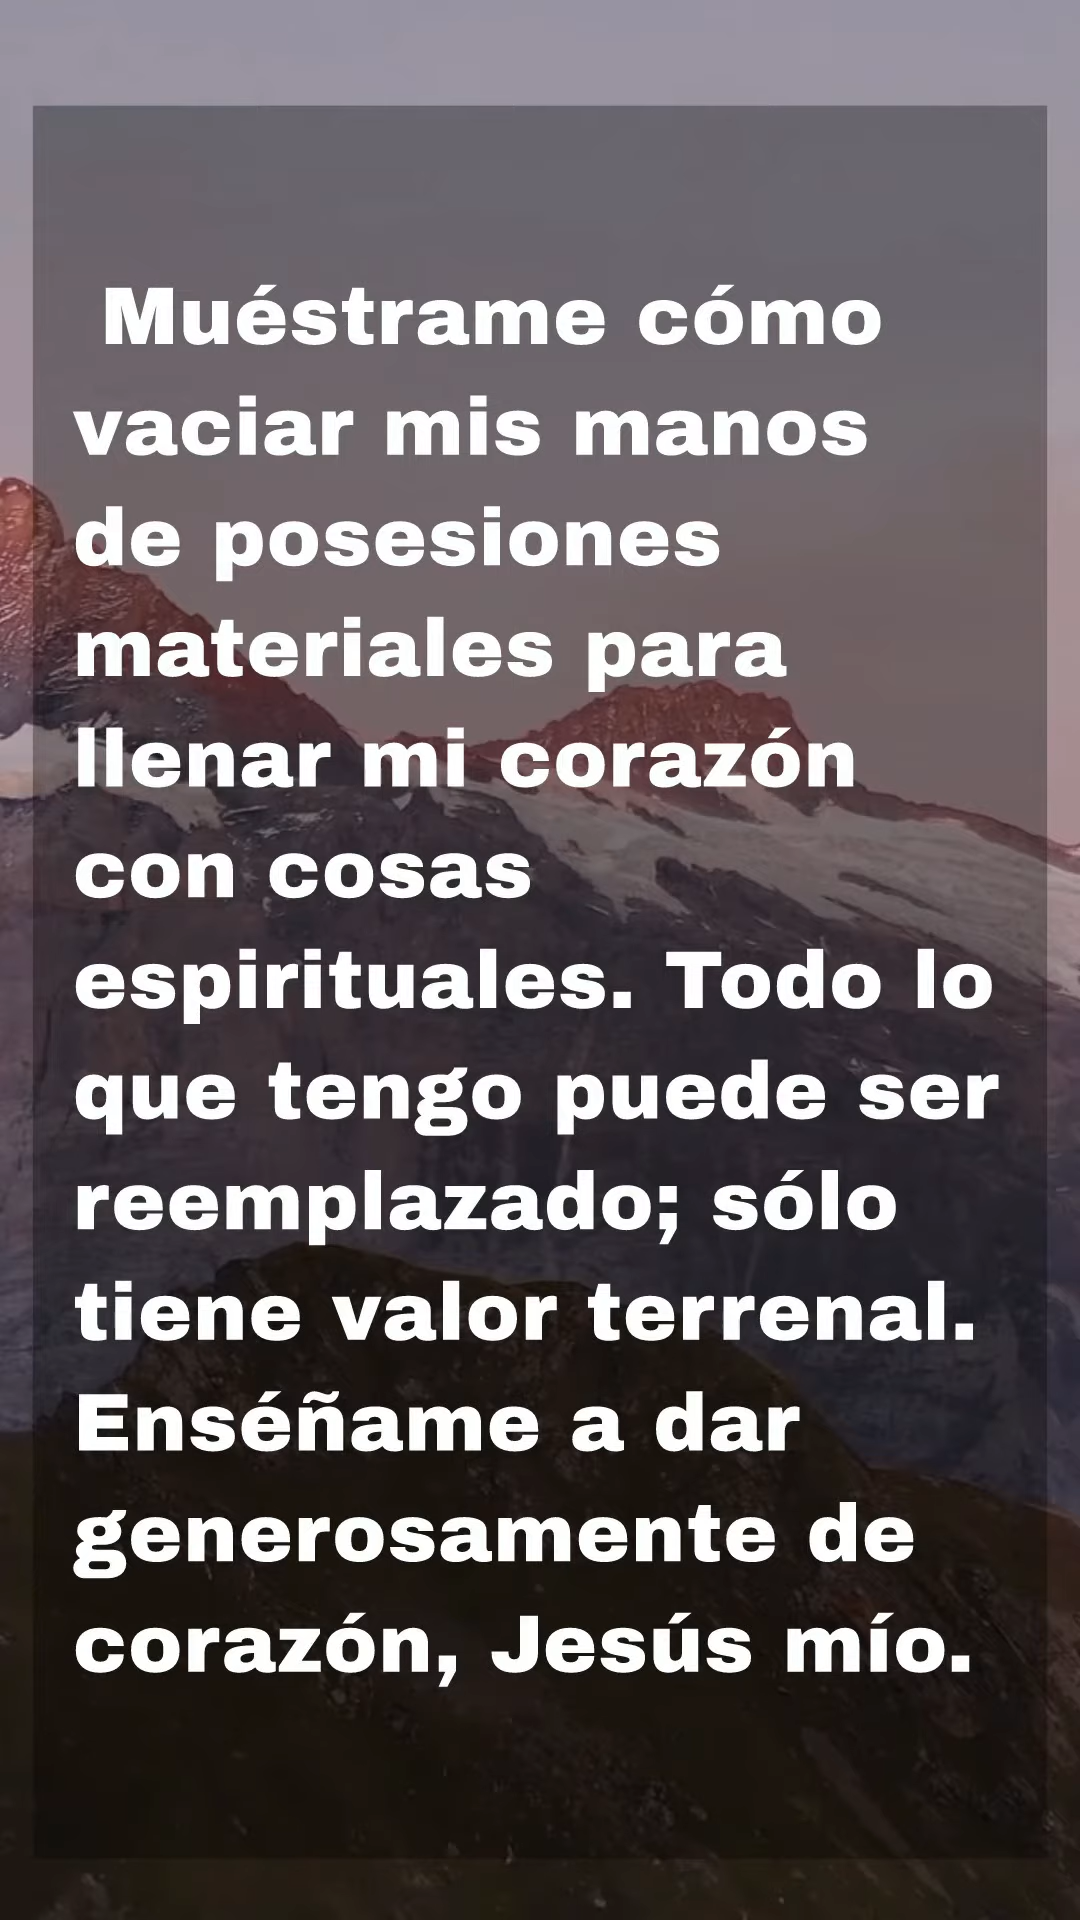 Muéstrame cómo
vaciar mis manos
de posesiones
materiales para
llenar mi corazón
con cosas
espirituales. Todo lo
que tengo puede ser
reemplazado; sólo
tiene valor terrenal.
Enséñame a dar
generosamente de
corazón, Jesús mío.